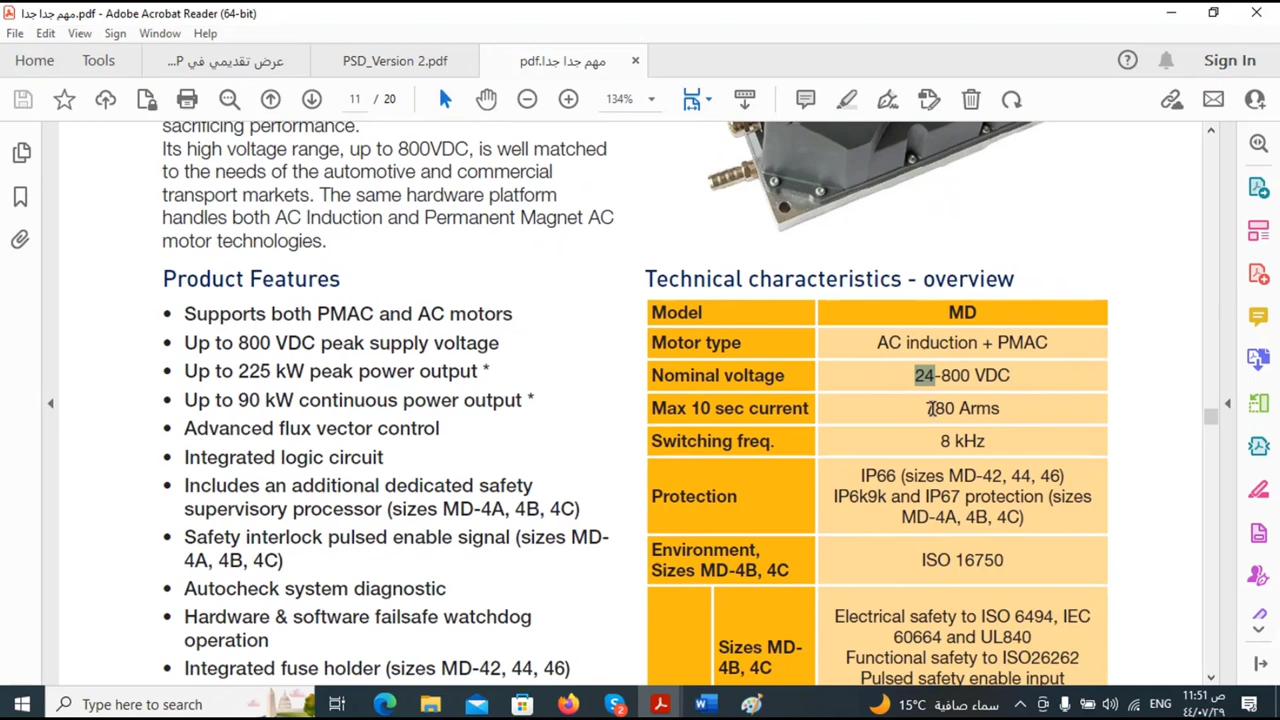 مهم جدا جدا.pdf - Adobe Acrobat Reader (64-bit)
File Edit View Sign Window Help
Home Tools عرض تقديمي في P... PSD_Version 2.pdf مهم جدا جدا.pdf Sign In
11 / 20 134%
sacrificing performance.
Its high voltage range, up to 800VDC, is well matched
to the needs of the automotive and commercial
transport markets. The same hardware platform
handles both AC Induction and Permanent Magnet AC
motor technologies.
Product Features
• Supports both PMAC and AC motors
• Up to 800 VDC peak supply voltage
• Up to 225 kW peak power output *
• Up to 90 kW continuous power output *
• Advanced flux vector control
• Integrated logic circuit
• Includes an additional dedicated safety
supervisory processor (sizes MD-4A, 4B, 4C)
• Safety interlock pulsed enable signal (sizes MD-
4A, 4B, 4C)
• Autocheck system diagnostic
• Hardware & software failsafe watchdog
operation
• Integrated fuse holder (sizes MD-42, 44, 46)
Technical characteristics - overview
Model MD
Motor type AC induction + PMAC
Nominal voltage 24-800 VDC
Max 10 sec current 780 Arms
Switching freq. 8 kHz
Protection
IP66 (sizes MD-42, 44, 46)
IP6k9k and IP67 protection (sizes
MD-4A, 4B, 4C)
Environment,
Sizes MD-4B, 4C
ISO 16750
Sizes MD-
4B, 4C
Electrical safety to ISO 6494, IEC
60664 and UL840
Functional safety to ISO26262
Pulsed safety enable input
Type here to search
15°C سماء صافية
ENG
11:51 ص
٤٤/٠٧/٢٩